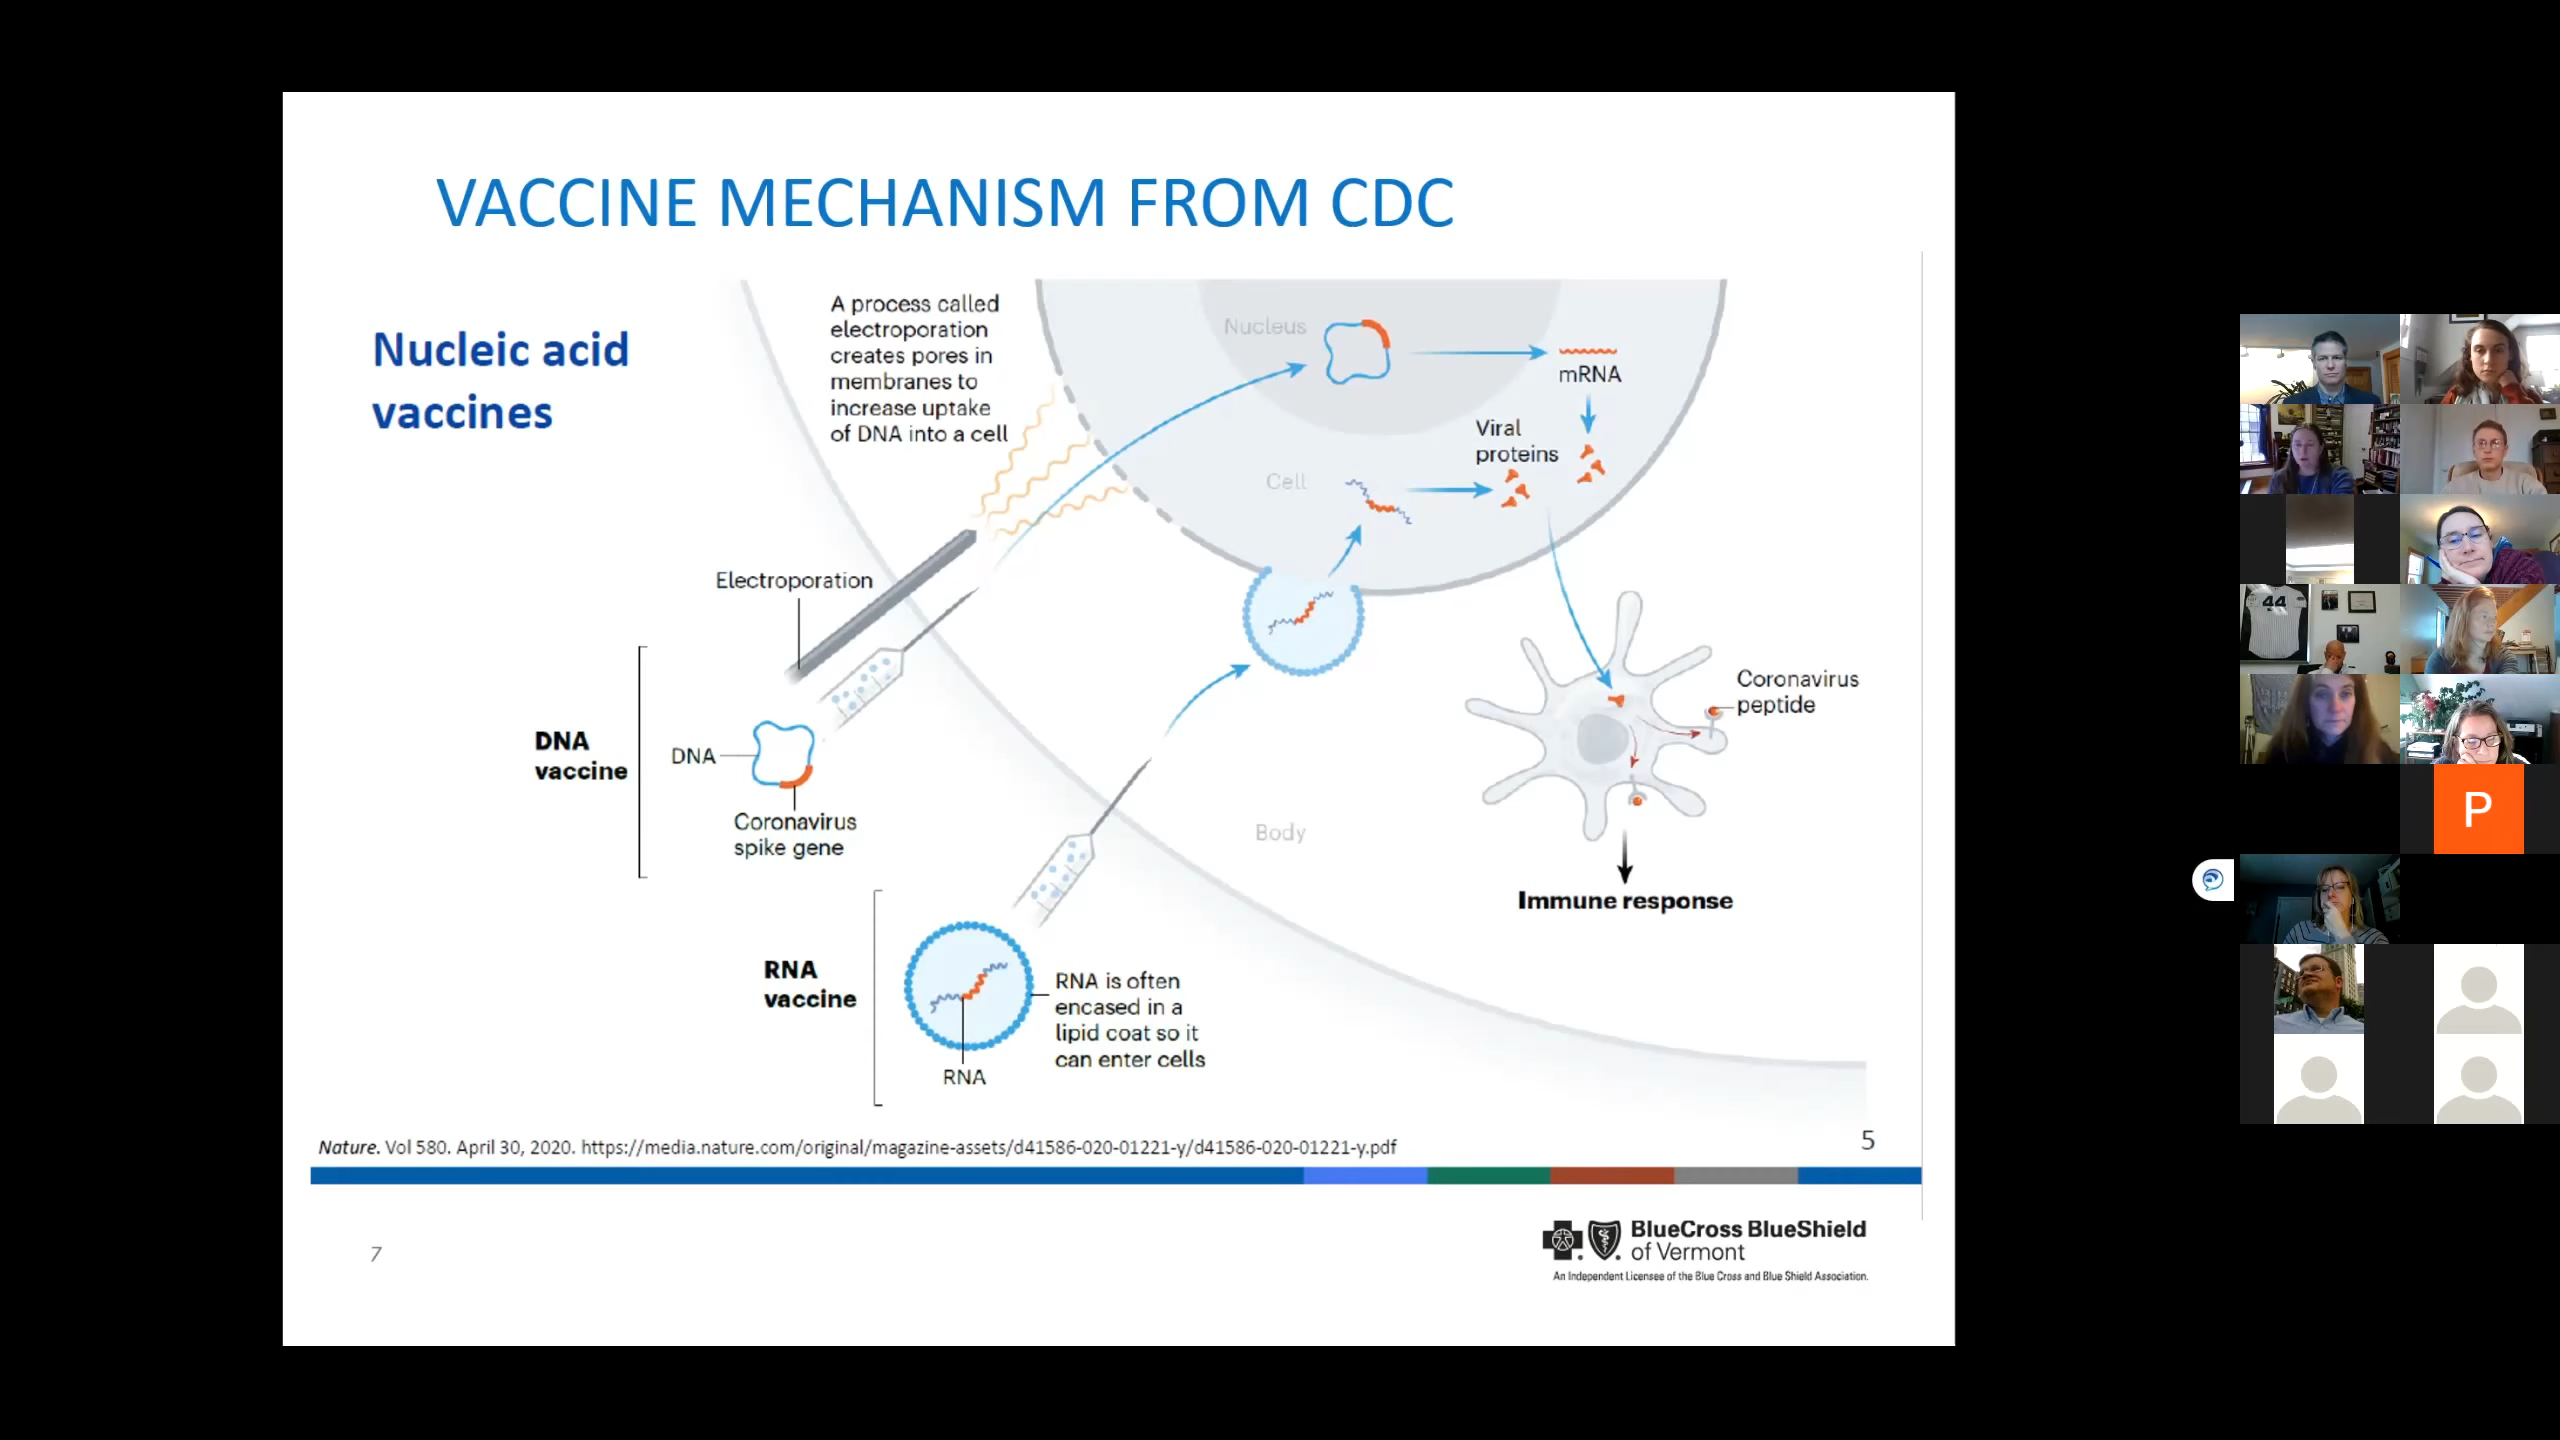 VACCINE MECHANISM FROM CDC
Nucleic acid
vaccines
A process called
electroporation
creates pores in
membranes to
increase uptake
of DNA into a cell
Nucleus
mRNA
Viral
proteins
Cell
Electroporation
DNA
vaccine
DNA
Coronavirus
spike gene
Coronavirus
peptide
Body
Immune response
RNA
vaccine
RNA is often
encased in a
lipid coat so it
can enter cells
RNA
Nature. Vol 580. April 30, 2020. https://media.nature.com/original/magazine-assets/d41586-020-01221-y/d41586-020-01221-y.pdf
5
7
BlueCross BlueShield
of Vermont
An Independent Licensee of the Blue Cross and Blue Shield Association.
44
P